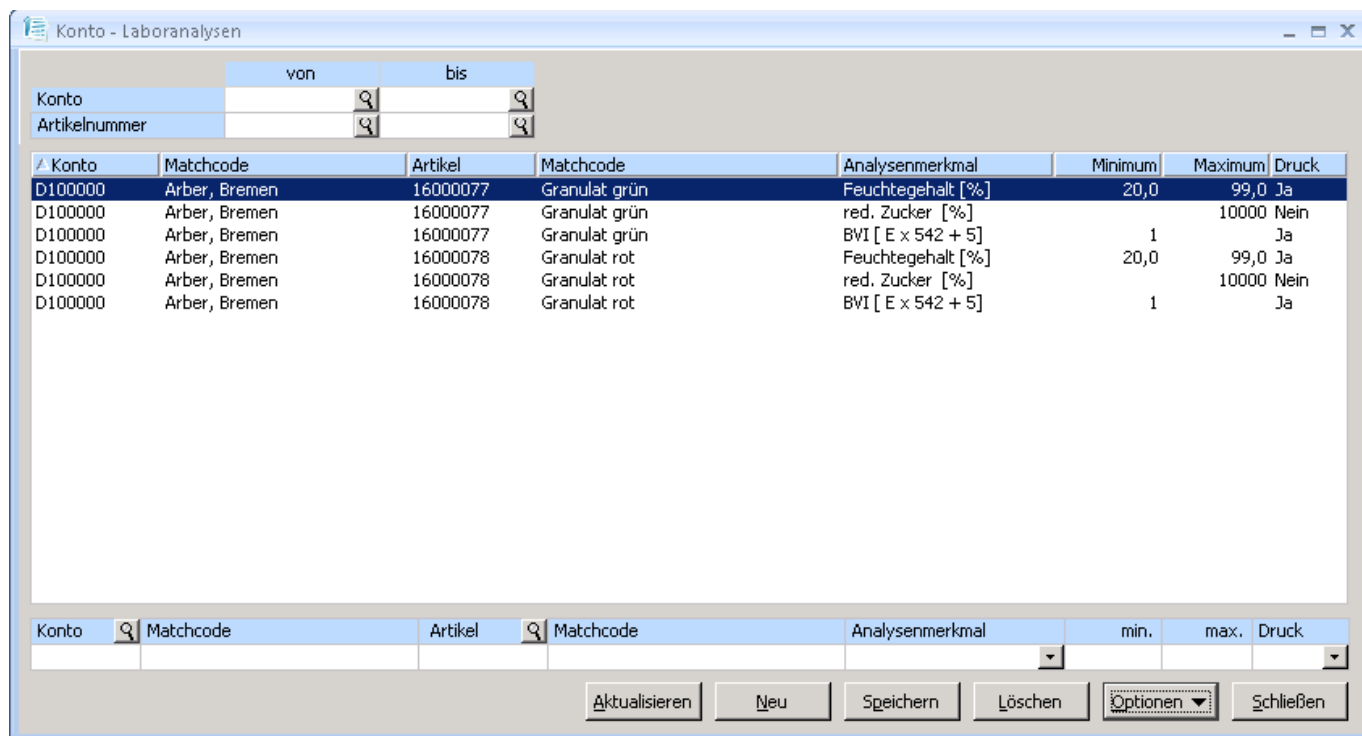 Konto - Laboranalysen
von bis
Konto
Artikelnummer
Konto Matchcode Artikel Matchcode Analysenmerkmal Minimum Maximum Druck
D100000 Arber, Bremen 16000077 Granulat grün Feuchtegehalt [%] 20,0 99,0 Ja
D100000 Arber, Bremen 16000077 Granulat grün red. Zucker [%] 10000 Nein
D100000 Arber, Bremen 16000077 Granulat grün BVI [ E x 542 + 5] 1 Ja
D100000 Arber, Bremen 16000078 Granulat rot Feuchtegehalt [%] 20,0 99,0 Ja
D100000 Arber, Bremen 16000078 Granulat rot red. Zucker [%] 10000 Nein
D100000 Arber, Bremen 16000078 Granulat rot BVI [ E x 542 + 5] 1 Ja
Konto Matchcode Artikel Matchcode Analysenmerkmal min. max. Druck
Aktualisieren Neu Speichern Löschen Optionen Schließen